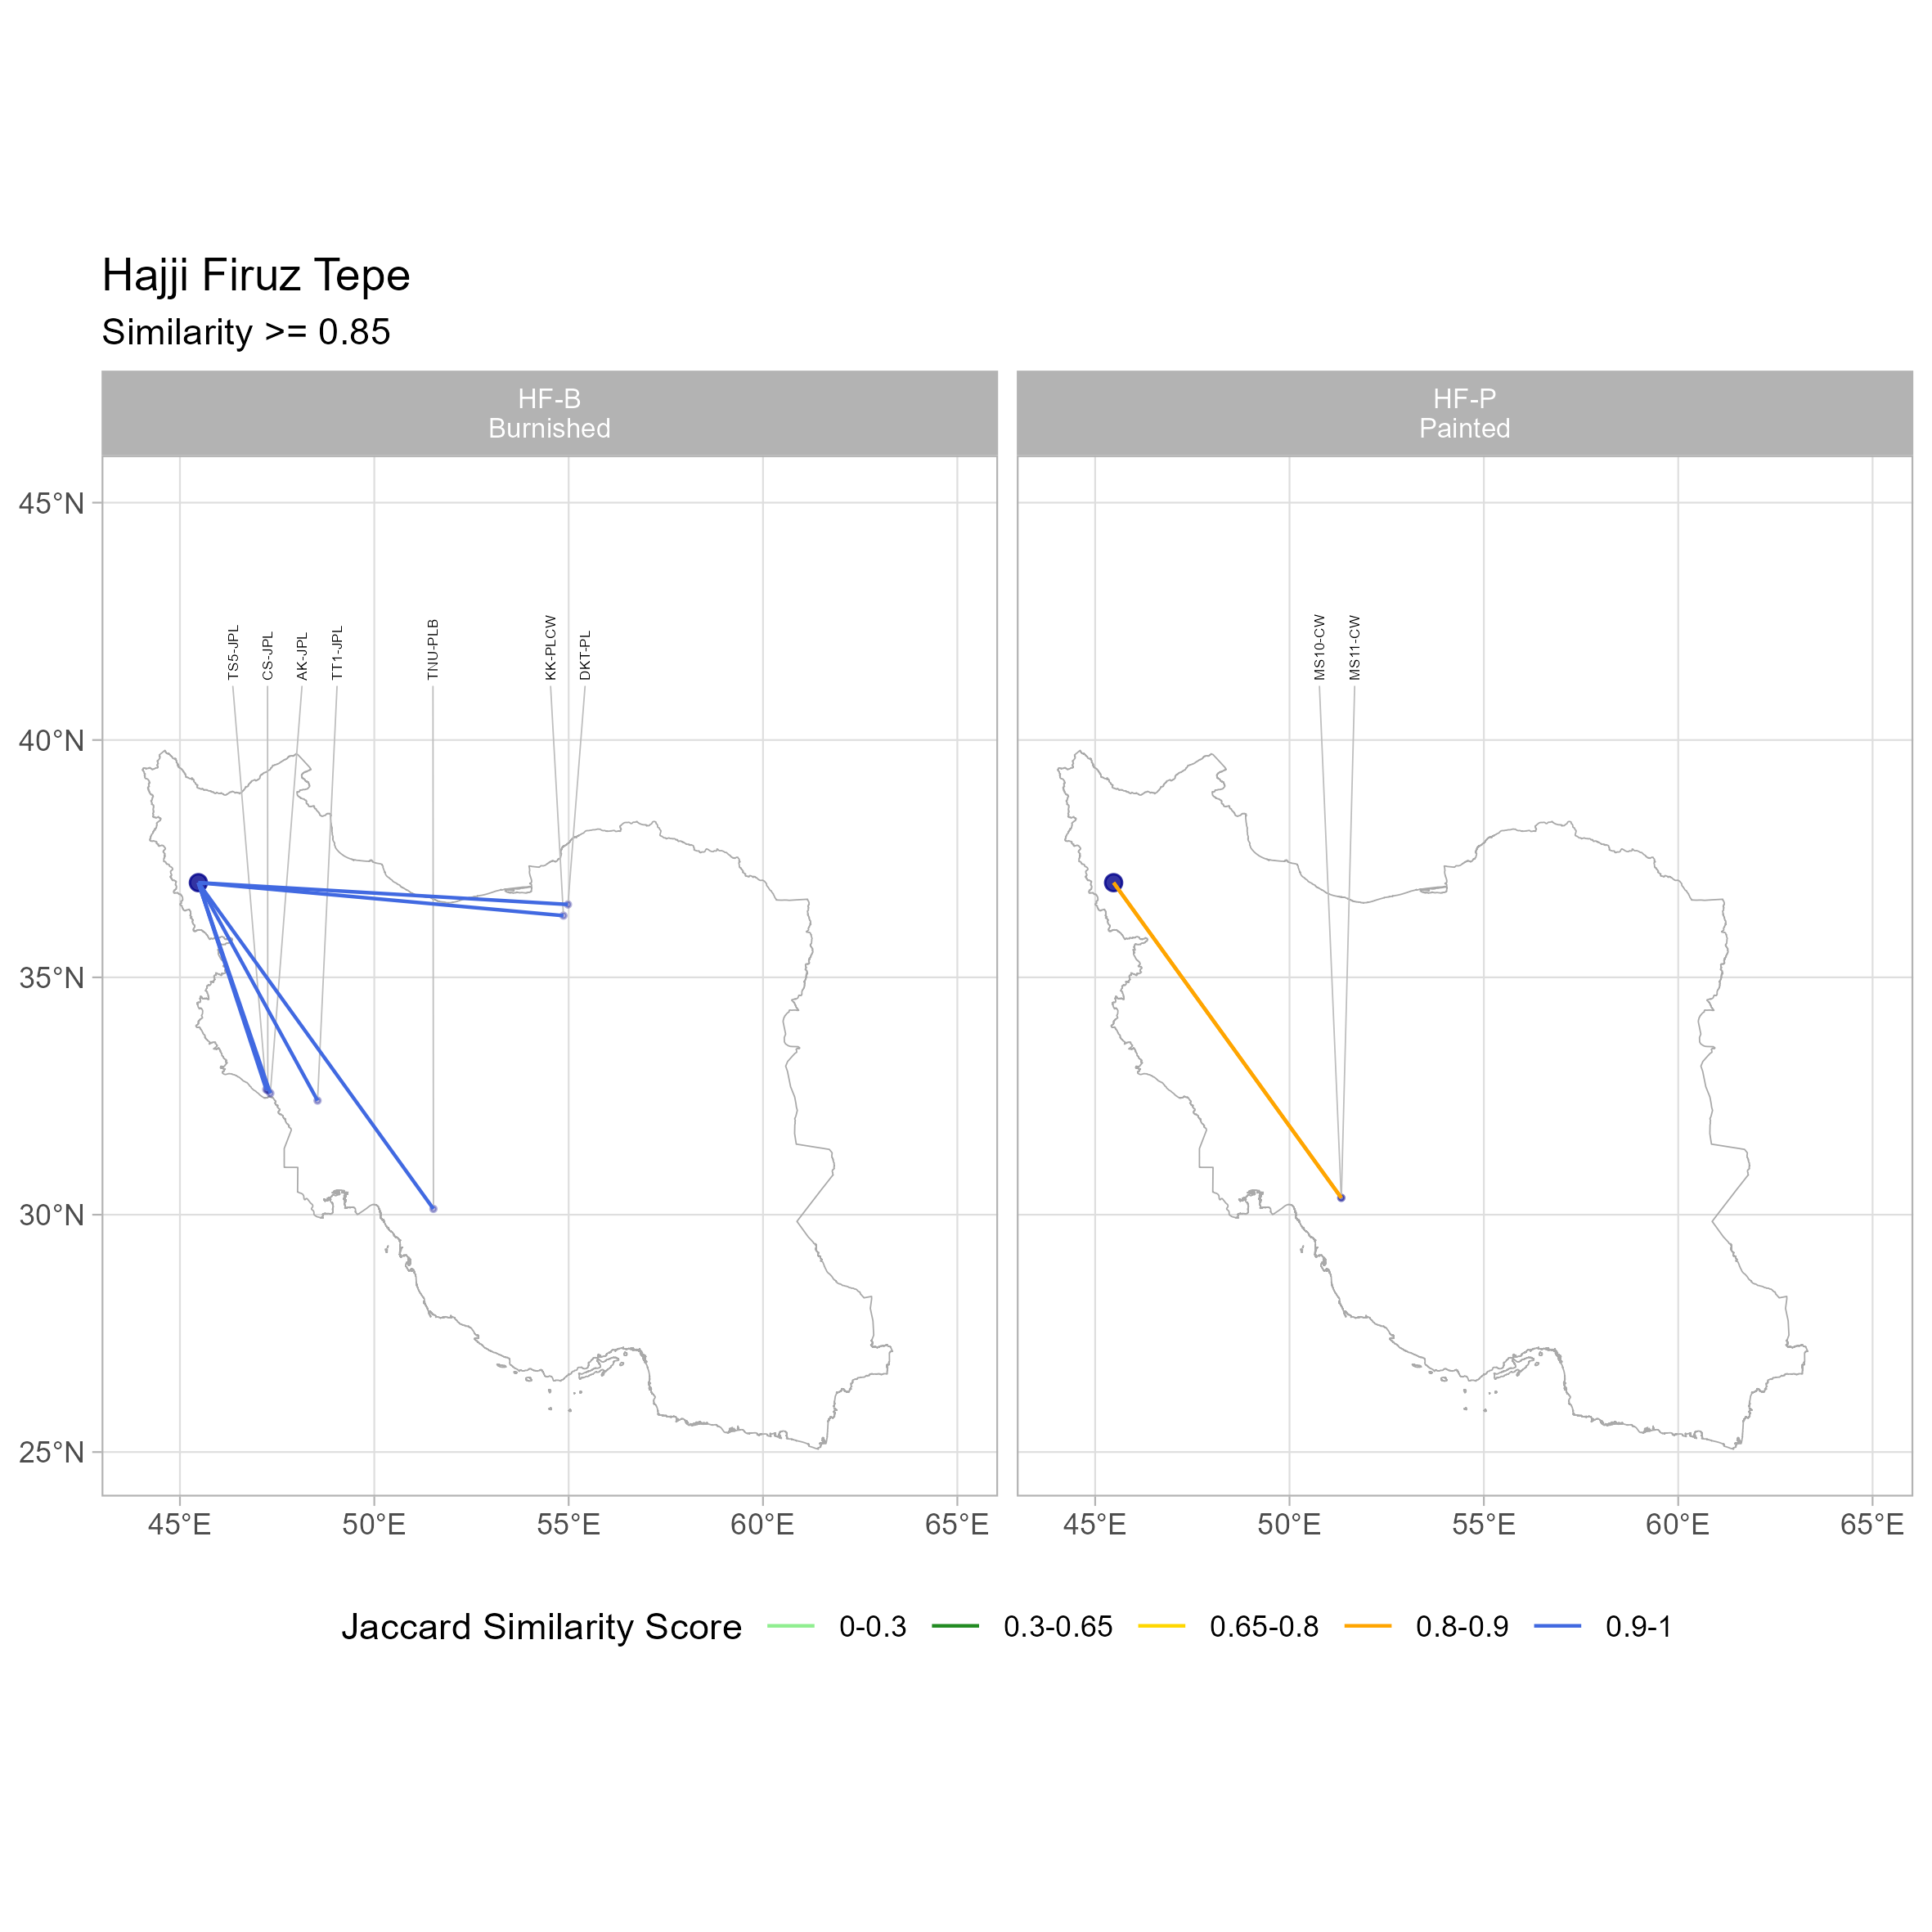 Hajji Firuz Tepe
Similarity >= 0.85
HF-B
Burnished
HF-P
Painted
TS5-JPL
CS-JPL
AK-JPL
TT1-JPL
TNU-PLB
KK-PLCW
DKT-PL
MS10-CW
MS11-CW
45°N
40°N
35°N
30°N
25°N
45°E 50°E 55°E 60°E 65°E
45°E 50°E 55°E 60°E 65°E
Jaccard Similarity Score 0-0.3 0.3-0.65 0.65-0.8 0.8-0.9 0.9-1